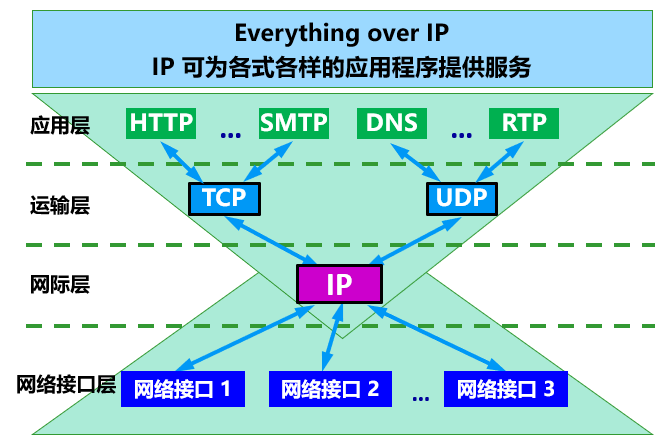 Everything over IP
IP 可为各式各样的应用程序提供服务
应用层 HTTP … SMTP DNS … RTP
运输层 TCP UDP
网际层 IP
网络接口层 网络接口 1 网络接口 2 … 网络接口 3